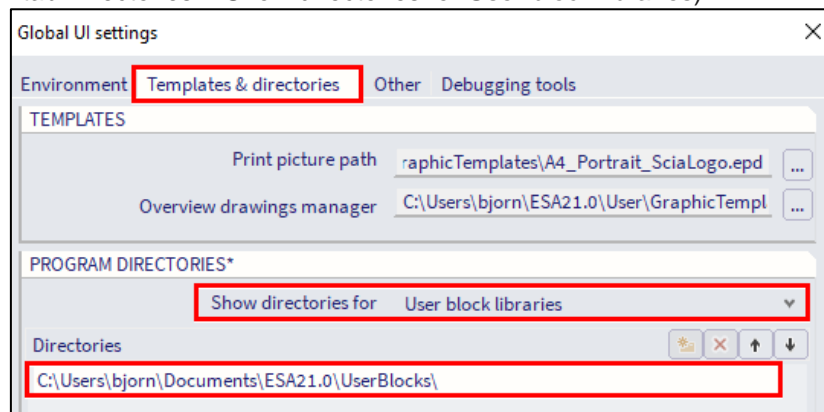 Global UI settings
Environment Templates & directories Other Debugging tools
TEMPLATES
Print picture path raphicTemplates\A4_Portrait_SciaLogo.epd ...
Overview drawings manager C:\Users\bjorn\ESA21.0\User\GraphicTempl ...
PROGRAM DIRECTORIES*
Show directories for User block libraries
Directories
C:\Users\bjorn\Documents\ESA21.0\UserBlocks\